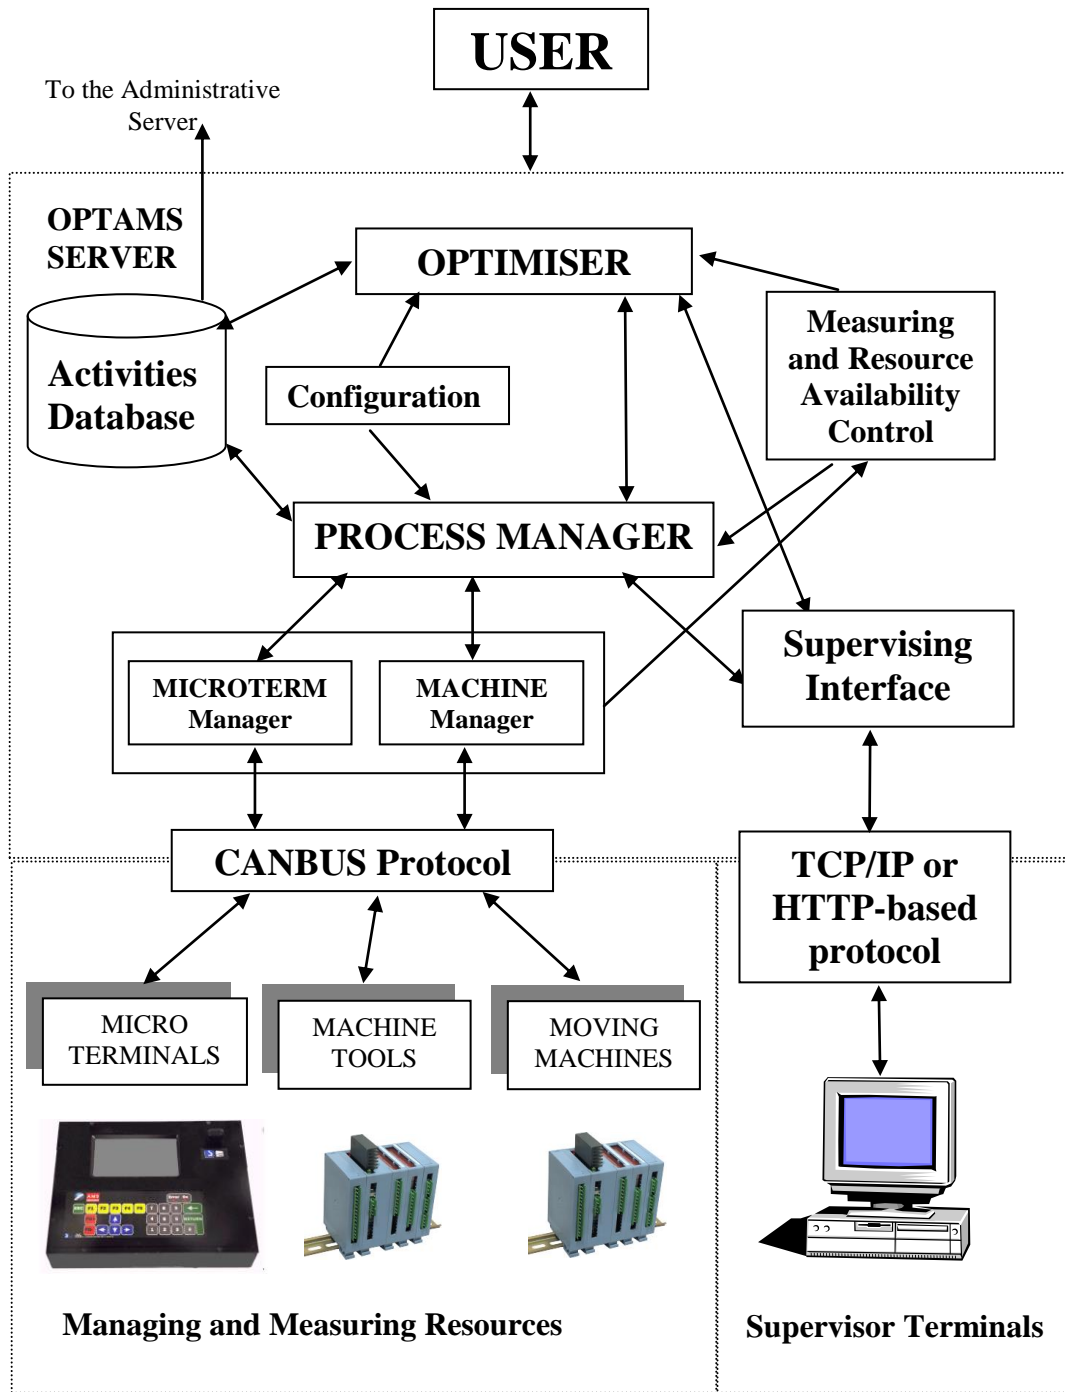 USER
To the Administrative
Server
OPTAMS
SERVER
OPTIMISER
Measuring
and Resource
Availability
Control
Activities
Database
Configuration
PROCESS MANAGER
MICROTERM
Manager
MACHINE
Manager
Supervising
Interface
CANBUS Protocol
TCP/IP or
HTTP-based
protocol
MICRO
TERMINALS
MACHINE
TOOLS
MOVING
MACHINES
Managing and Measuring Resources
Supervisor Terminals